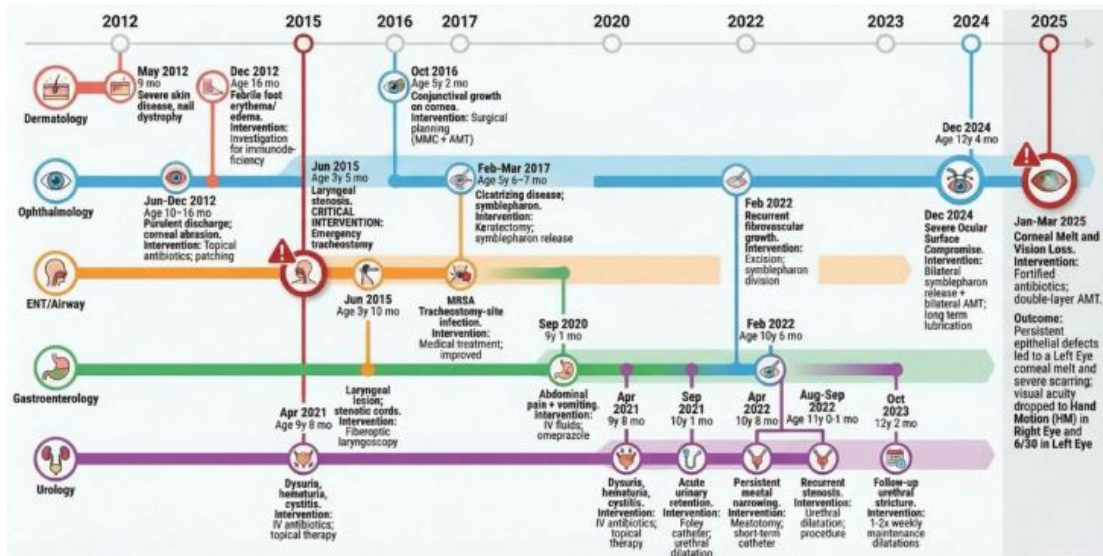 2012
2015
2016
2017
2020
2022
2023
2024
2025
Dermatology
May 2012
9 mo
Severe skin
disease, nail
dystrophy
Dec 2012
Age 16 mo
Febrile foot
erythema/
edema.
Intervention:
Investigation
for immunode-
ficiency
Oct 2016
Age 5y 2 mo
Conjunctival growth
on cornea.
Intervention:
Surgical
planning
(MMC + AMT)
Ophthalmology
Jun-Dec 2012
Age 10–16 mo
Purulent discharge;
corneal abrasion.
Intervention: Topical
antibiotics; patching
Jun 2015
Age 3y 5 mo
Laryngeal
stenosis.
CRITICAL
INTERVENTION:
Emergency
tracheostomy
Feb-Mar 2017
Age 5y 6–7 mo
Cicatrizing disease;
symblepharon.
Intervention:
Keratectomy;
symblepharon release
Feb 2022
Recurrent
fibrovascular
growth.
Intervention:
Excision;
symblepharon
division
Dec 2024
Age 12y 4 mo
Dec 2024
Severe Ocular
Surface
Compromise.
Intervention:
Bilateral
symblepharon
release +
bilateral AMT;
long term
lubrication
Jan-Mar 2025
Corneal Melt and
Vision Loss.
Intervention:
Fortified
antibiotics;
double-layer AMT.
Outcome:
Persistent
epithelial defects
led to a Left Eye
corneal melt and
severe scarring;
visual acuity
dropped to Hand
Motion (HM) in
Right Eye and
6/30 in Left Eye
ENT/Airway
Jun 2015
Age 3y 10 mo
Laryngeal
lesion;
stenotic cords.
Intervention:
Fiberoptic
laryngoscopy
MRSA
Tracheostomy-site
infection.
Intervention:
Medical treatment;
improved
Gastroenterology
Sep 2020
9y 1 mo
Abdominal
pain + vomiting.
Intervention:
IV fluids;
omeprazole
Feb 2022
Age 10y 6 mo
Urology
Apr 2021
Age 9y 8 mo
Dysuris,
hematuria,
cystitis.
Intervention:
IV antibiotics;
topical therapy
Apr
2021
9y 8 mo
Dysuris,
hematuria,
cystitis.
Intervention:
IV antibiotics;
topical
therapy
Sep
2021
10y 1 mo
Acute
urinary
retention.
Intervention:
Foley
catheter;
urethral
dilatation
Apr
2022
10y 8 mo
Persistent
mental
narrowing.
Intervention:
Meatotomy;
short-term
catheter
Aug-Sep
2022
Age 11y 0-1 mo
Recurrent
stenosis.
Intervention:
Urethral
dilatation;
procedure
Oct
2023
12y 2 mo
Follow-up
urethral
stricture.
Intervention:
1-2x weekly
maintenance
dilatations